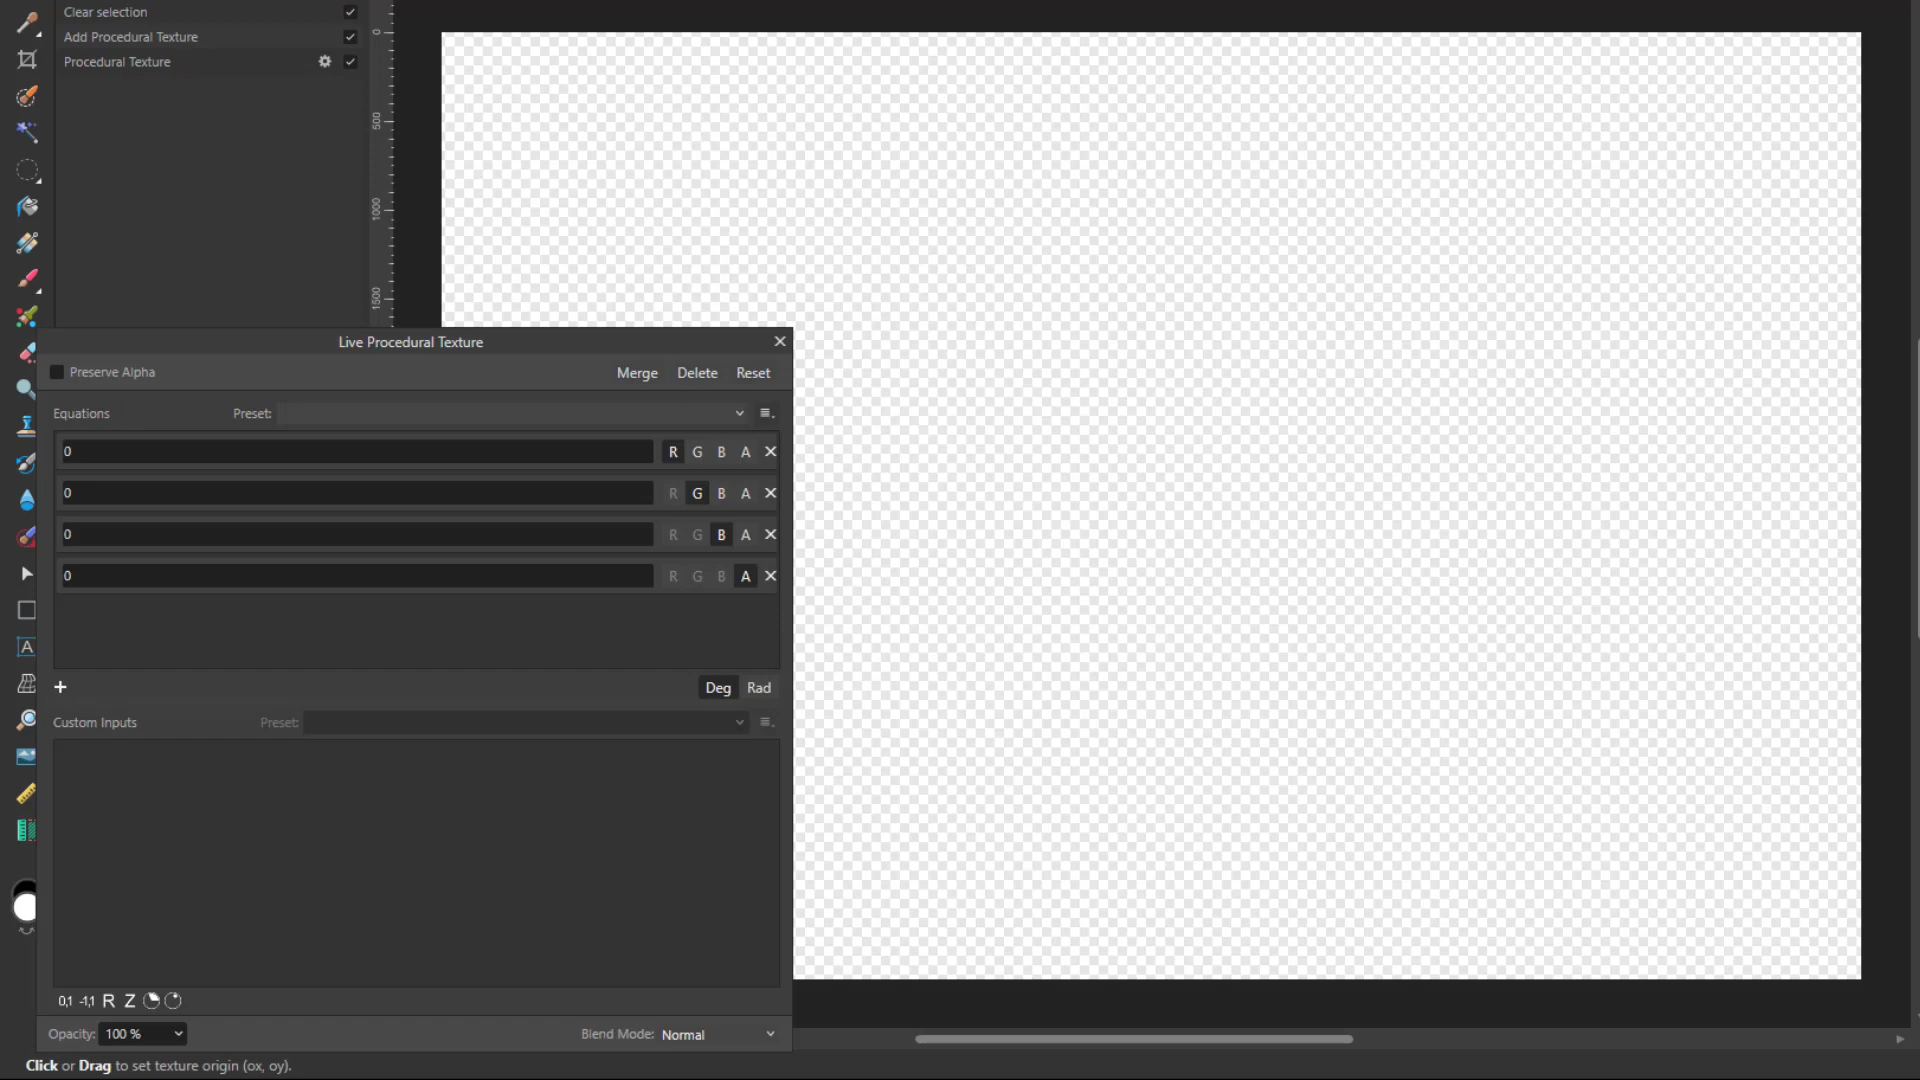 Clear selection
Add Procedural Texture
Procedural Texture
0
500
1000
1500
Live Procedural Texture
Preserve Alpha
Merge Delete Reset
Equations Preset:
0 R G B A
0 R G B A
0 R G B A
0 R G B A
Deg Rad
Custom Inputs Preset:
0,1 -1,1 R Z
Opacity: 100 % Blend Mode: Normal
Click or Drag to set texture origin (ox, oy).
A